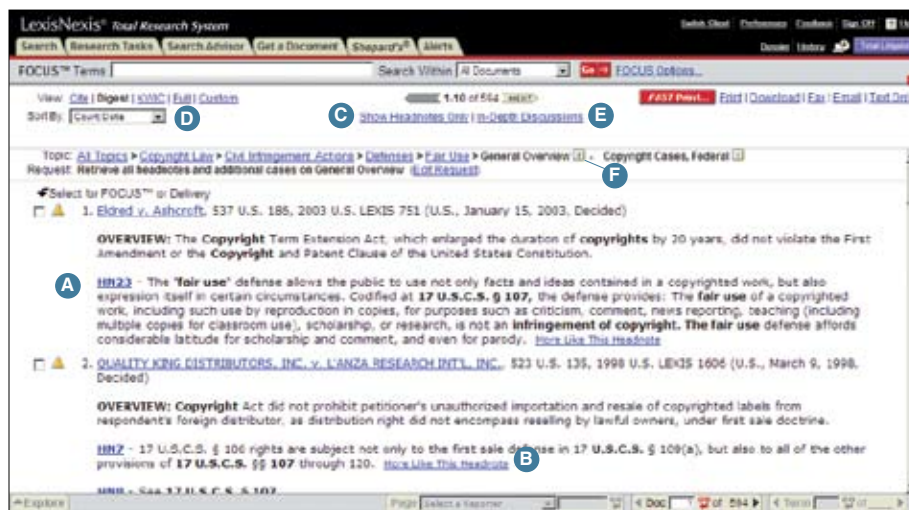 LexisNexis® Total Research System
Switch Client Preferences Sign Off
Search Research Tasks Search Advisor Get a Document Shepard's® Alerts
Dossier History
FOCUS™ Terms Search Within All Documents Go FOCUS Options...
View: Cite | Digest | KWIC | Full | Custom
1-10 of 594 NEXT
FAST Print... Print | Download | Fax | Email | Text Only
Sort By: Court/Date
D
C
Show Headnotes Only | In-Depth Discussions
E
Topic: All Topics > Copyright Law > Civil Infringement Actions > Defenses > Fair Use > General Overview Copyright Cases, Federal
F
Request: Retrieve all headnotes and additional cases on General Overview (Edit Request)
Select for FOCUS™ or Delivery
1. Eldred v. Ashcroft, 537 U.S. 186, 2003 U.S. LEXIS 751 (U.S., January 15, 2003, Decided)
OVERVIEW: The Copyright Term Extension Act, which enlarged the duration of copyrights by 20 years, did not violate the First
Amendment or the Copyright and Patent Clause of the United States Constitution.
A
HN23 - The "fair use" defense allows the public to use not only facts and ideas contained in a copyrighted work, but also
expression itself in certain circumstances. Codified at 17 U.S.C.S. § 107, the defense provides: The fair use of a copyrighted
work, including such use by reproduction in copies, for purposes such as criticism, comment, news reporting, teaching (including
multiple copies for classroom use), scholarship, or research, is not an infringement of copyright. The fair use defense affords
considerable latitude for scholarship and comment, and even for parody. More Like This Headnote
2. QUALITY KING DISTRIBUTORS, INC. v. L'ANZA RESEARCH INT'L, INC., 523 U.S. 135, 1998 U.S. LEXIS 1606 (U.S., March 9, 1998,
Decided)
OVERVIEW: Copyright Act did not prohibit petitioner's unauthorized importation and resale of copyrighted labels from
respondent's foreign distributor, as distribution right did not encompass reselling by lawful owners, under first sale doctrine.
HN7 - 17 U.S.C.S. § 106 rights are subject not only to the first sale defense in 17 U.S.C.S. § 109(a), but also to all of the other
provisions of 17 U.S.C.S. §§ 107 through 120. More Like This Headnote
B
HN8 - See 17 U.S.C.S. § 107.
Explore Page Select a Reporter Doc 1 of 594 Term of